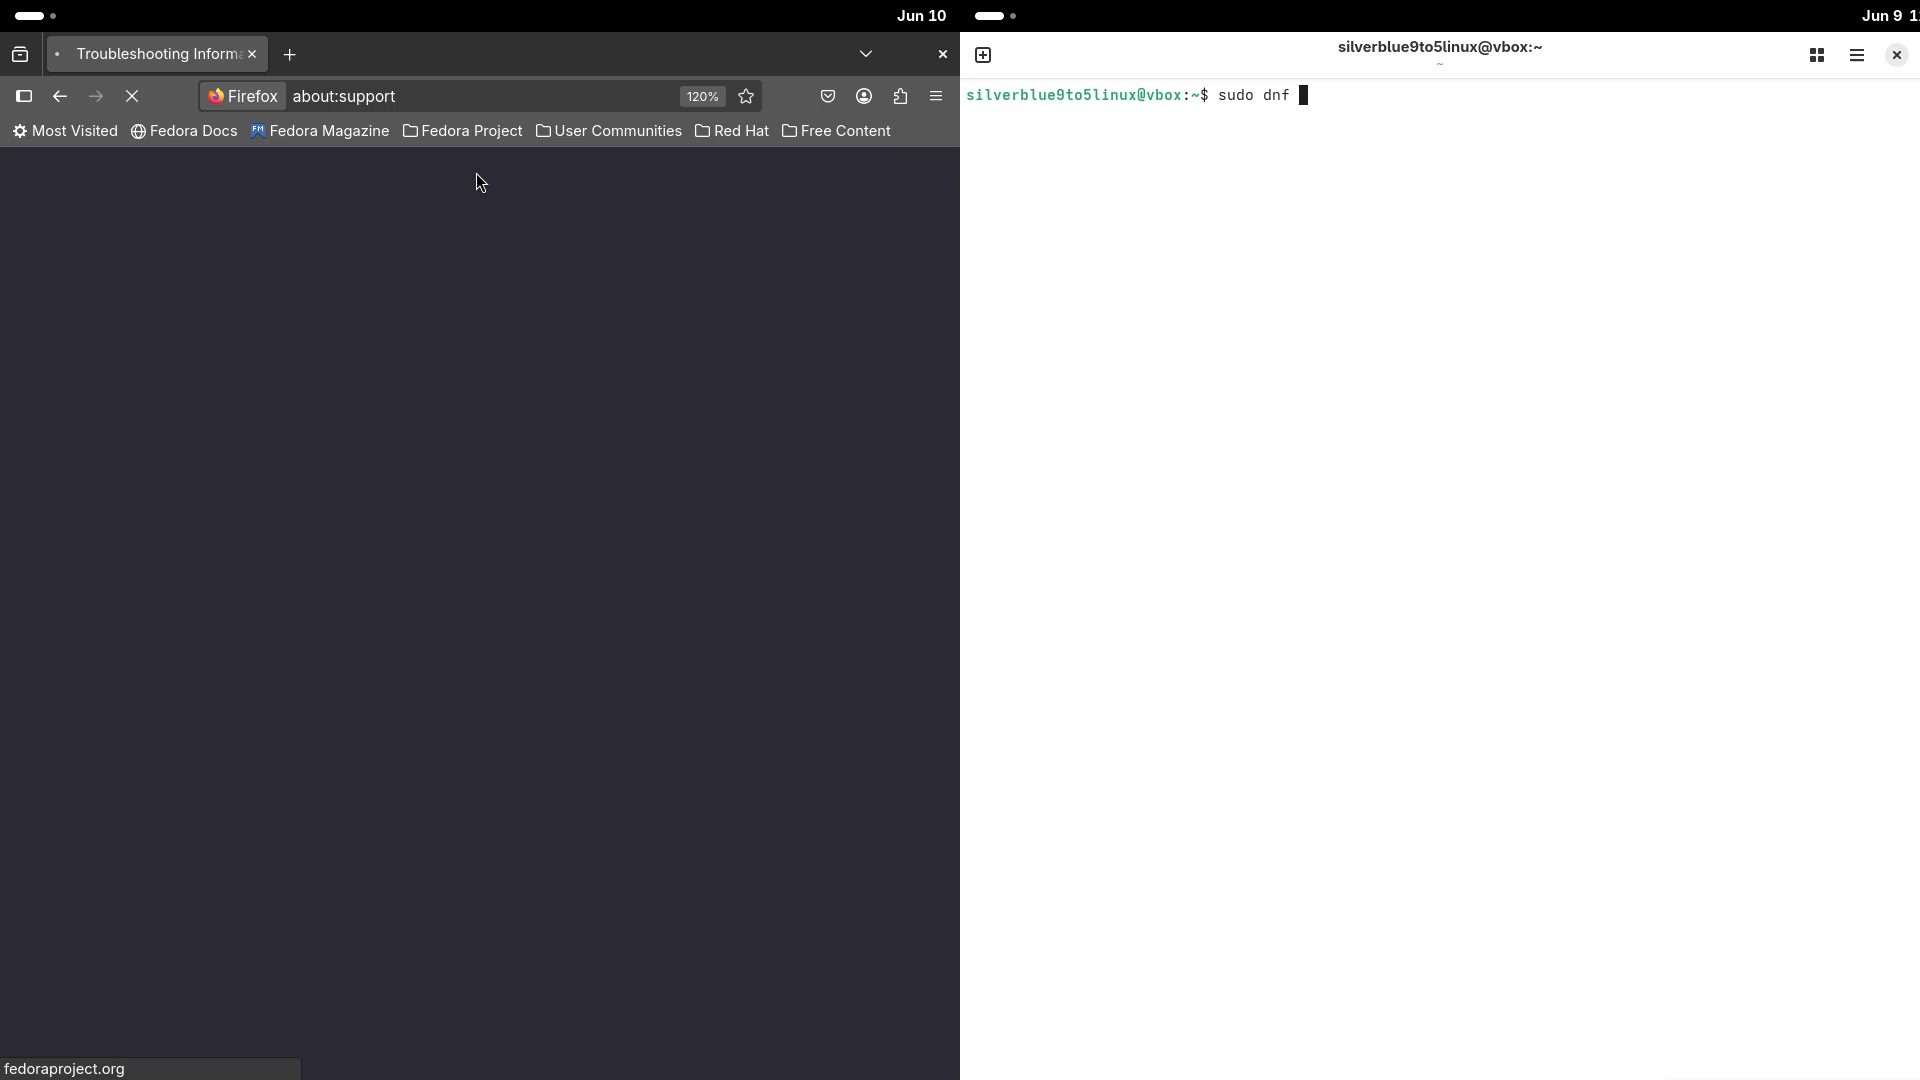 Jun 10
Troubleshooting Informa
Firefox about:support 120%
Most Visited Fedora Docs Fedora Magazine Fedora Project User Communities Red Hat Free Content
fedoraproject.org
Jun 9 1
silverblue9to5linux@vbox:~
~
silverblue9to5linux@vbox:~$ sudo dnf